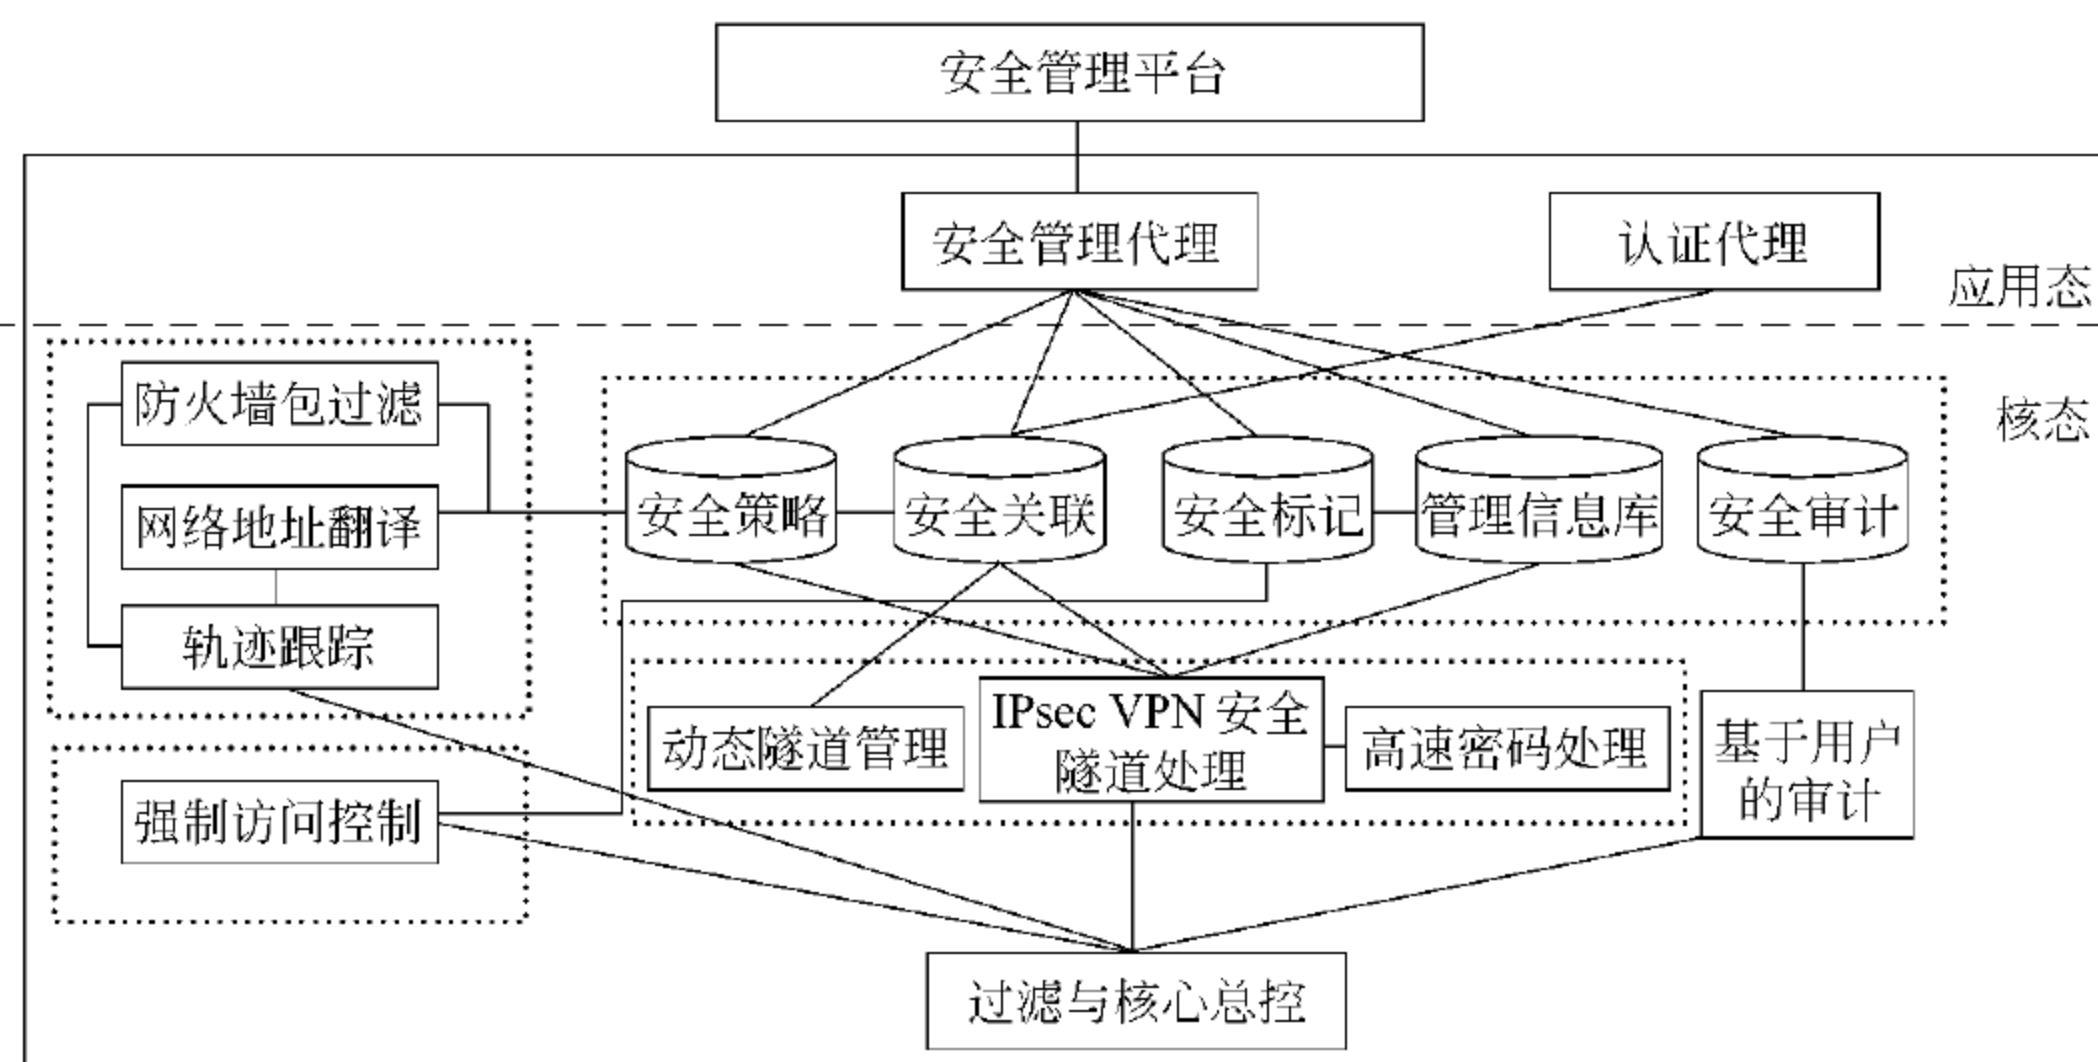 安全管理平台
安全管理代理
认证代理
应用态
核态
防火墙包过滤
网络地址翻译
轨迹跟踪
安全策略
安全关联
安全标记
管理信息库
安全审计
动态隧道管理
IPsec VPN 安全
隧道处理
高速密码处理
基于用户
的审计
强制访问控制
过滤与核心总控